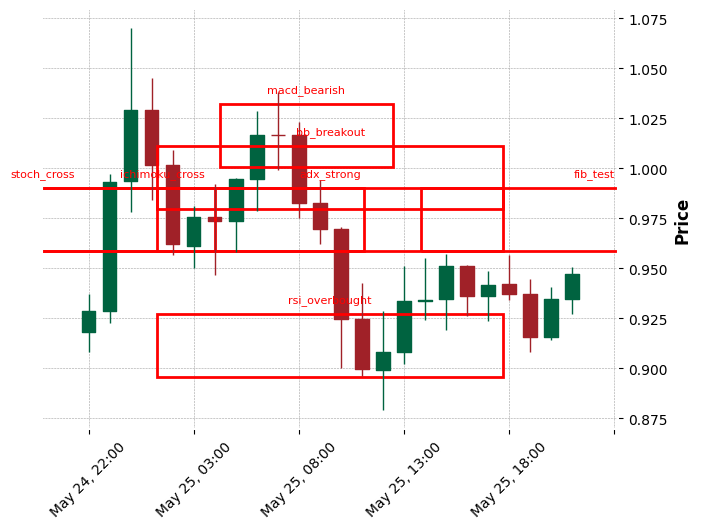 1.075
1.050
macd_bearish
1.025
bb_breakout
1.000
stoch_cross
ichimoku_cross
adx_strong
fib_test
0.975
Price
0.950
rsi_overbought
0.925
0.900
0.875
May 24, 22:00
May 25, 03:00
May 25, 08:00
May 25, 13:00
May 25, 18:00